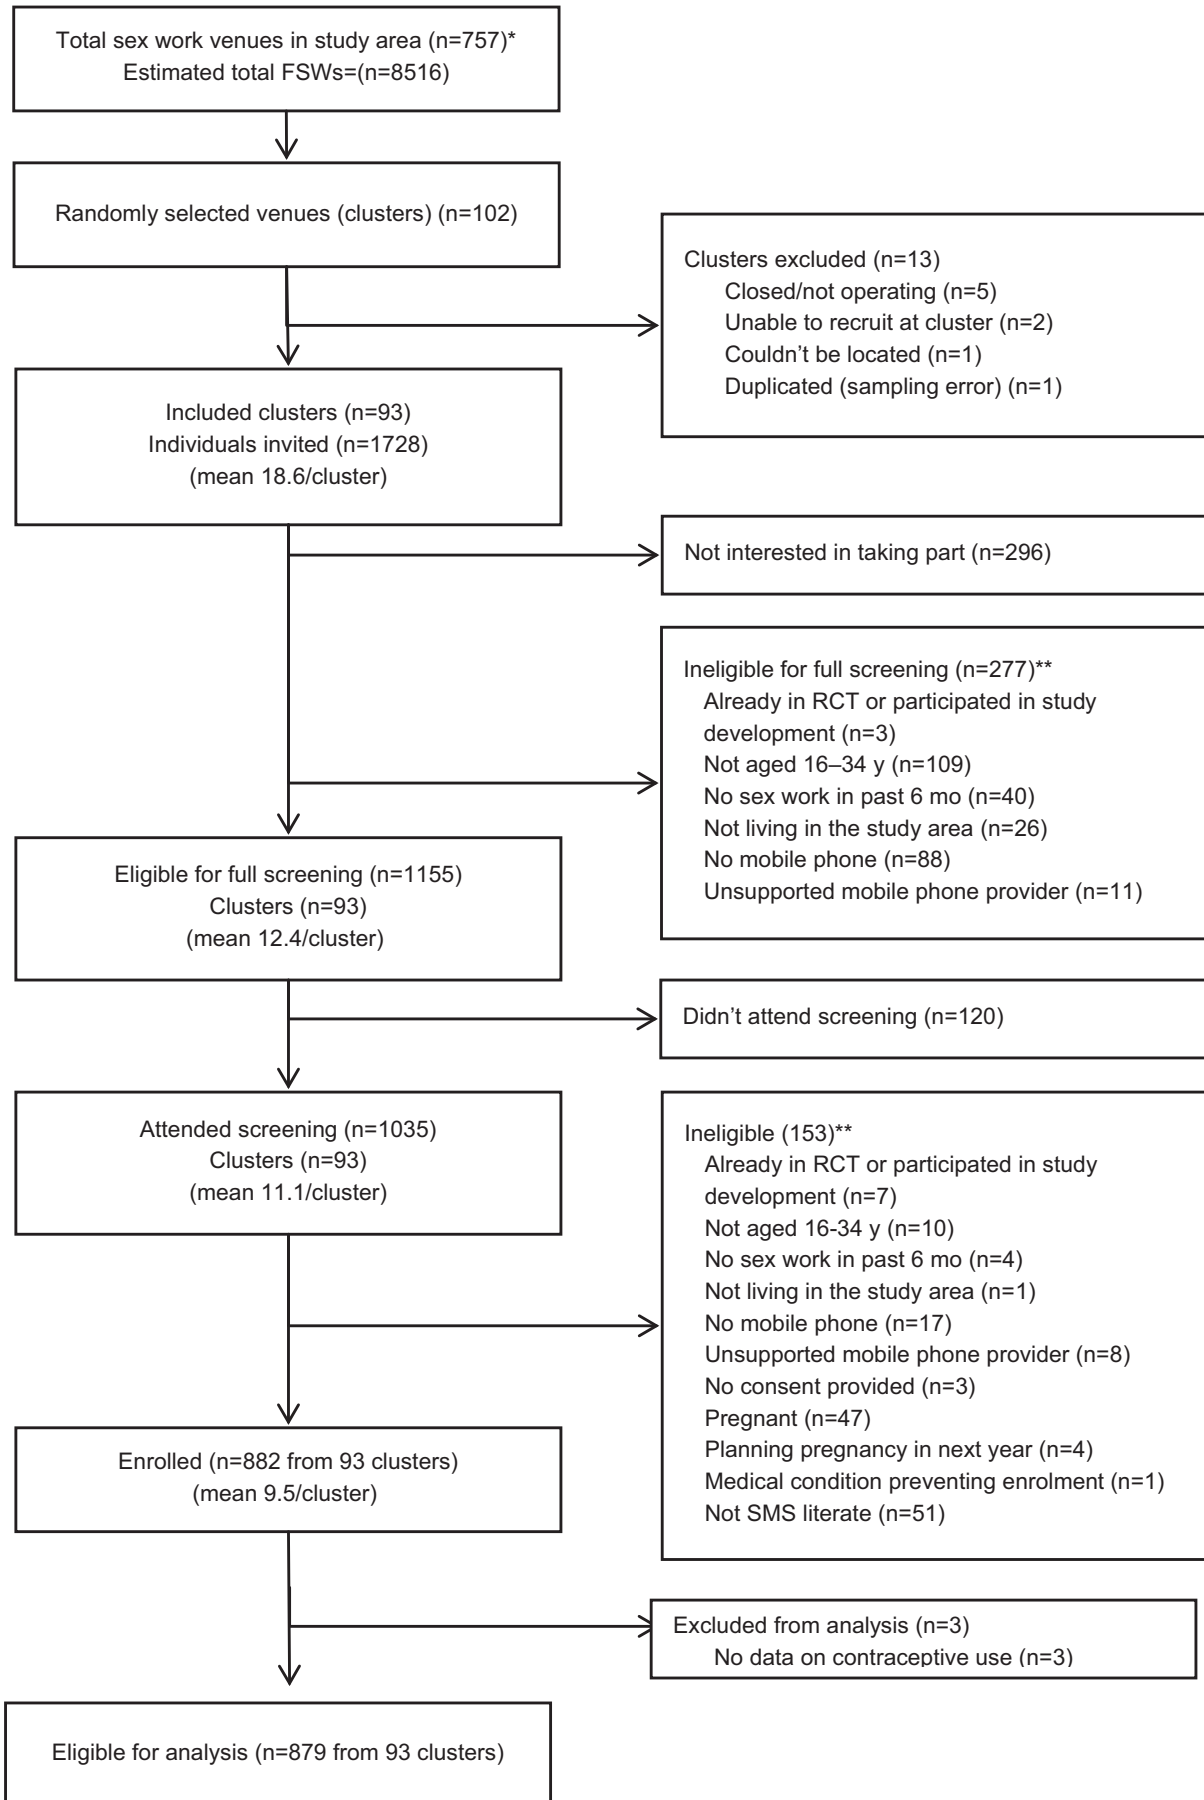 Total sex work venues in study area (n=757)*
Estimated total FSWs=(n=8516)
Randomly selected venues (clusters) (n=102)
Clusters excluded (n=13)
Closed/not operating (n=5)
Unable to recruit at cluster (n=2)
Couldn’t be located (n=1)
Duplicated (sampling error) (n=1)
Included clusters (n=93)
Individuals invited (n=1728)
(mean 18.6/cluster)
Not interested in taking part (n=296)
Ineligible for full screening (n=277)**
Already in RCT or participated in study
development (n=3)
Not aged 16–34 y (n=109)
No sex work in past 6 mo (n=40)
Not living in the study area (n=26)
No mobile phone (n=88)
Unsupported mobile phone provider (n=11)
Eligible for full screening (n=1155)
Clusters (n=93)
(mean 12.4/cluster)
Didn’t attend screening (n=120)
Attended screening (n=1035)
Clusters (n=93)
(mean 11.1/cluster)
Ineligible (153)**
Already in RCT or participated in study
development (n=7)
Not aged 16-34 y (n=10)
No sex work in past 6 mo (n=4)
Not living in the study area (n=1)
No mobile phone (n=17)
Unsupported mobile phone provider (n=8)
No consent provided (n=3)
Pregnant (n=47)
Planning pregnancy in next year (n=4)
Medical condition preventing enrolment (n=1)
Not SMS literate (n=51)
Enrolled (n=882 from 93 clusters)
(mean 9.5/cluster)
Excluded from analysis (n=3)
No data on contraceptive use (n=3)
Eligible for analysis (n=879 from 93 clusters)